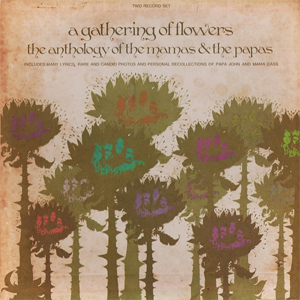 TWO RECORD SET
a gathering of flowers
the anthology of the mamas & the papas
INCLUDES MANY LYRICS, RARE AND CANDID PHOTOS AND PERSONAL RECOLLECTIONS OF PAPA JOHN AND MAMA CASS.